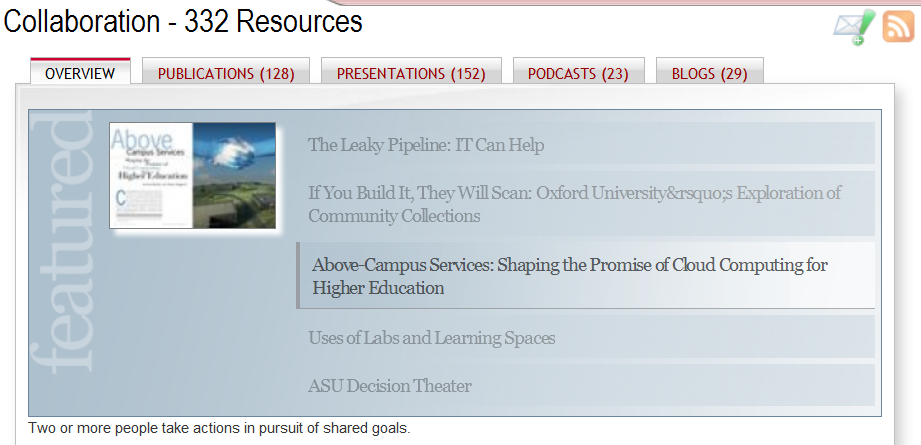 Collaboration - 332 Resources
OVERVIEW
PUBLICATIONS (128)
PRESENTATIONS (152)
PODCASTS (23)
BLOGS (29)
featured
Above
Campus Services
Higher Education
The Leaky Pipeline: IT Can Help
If You Build It, They Will Scan: Oxford University&rsquo;s Exploration of
Community Collections
Above-Campus Services: Shaping the Promise of Cloud Computing for
Higher Education
Uses of Labs and Learning Spaces
ASU Decision Theater
Two or more people take actions in pursuit of shared goals.